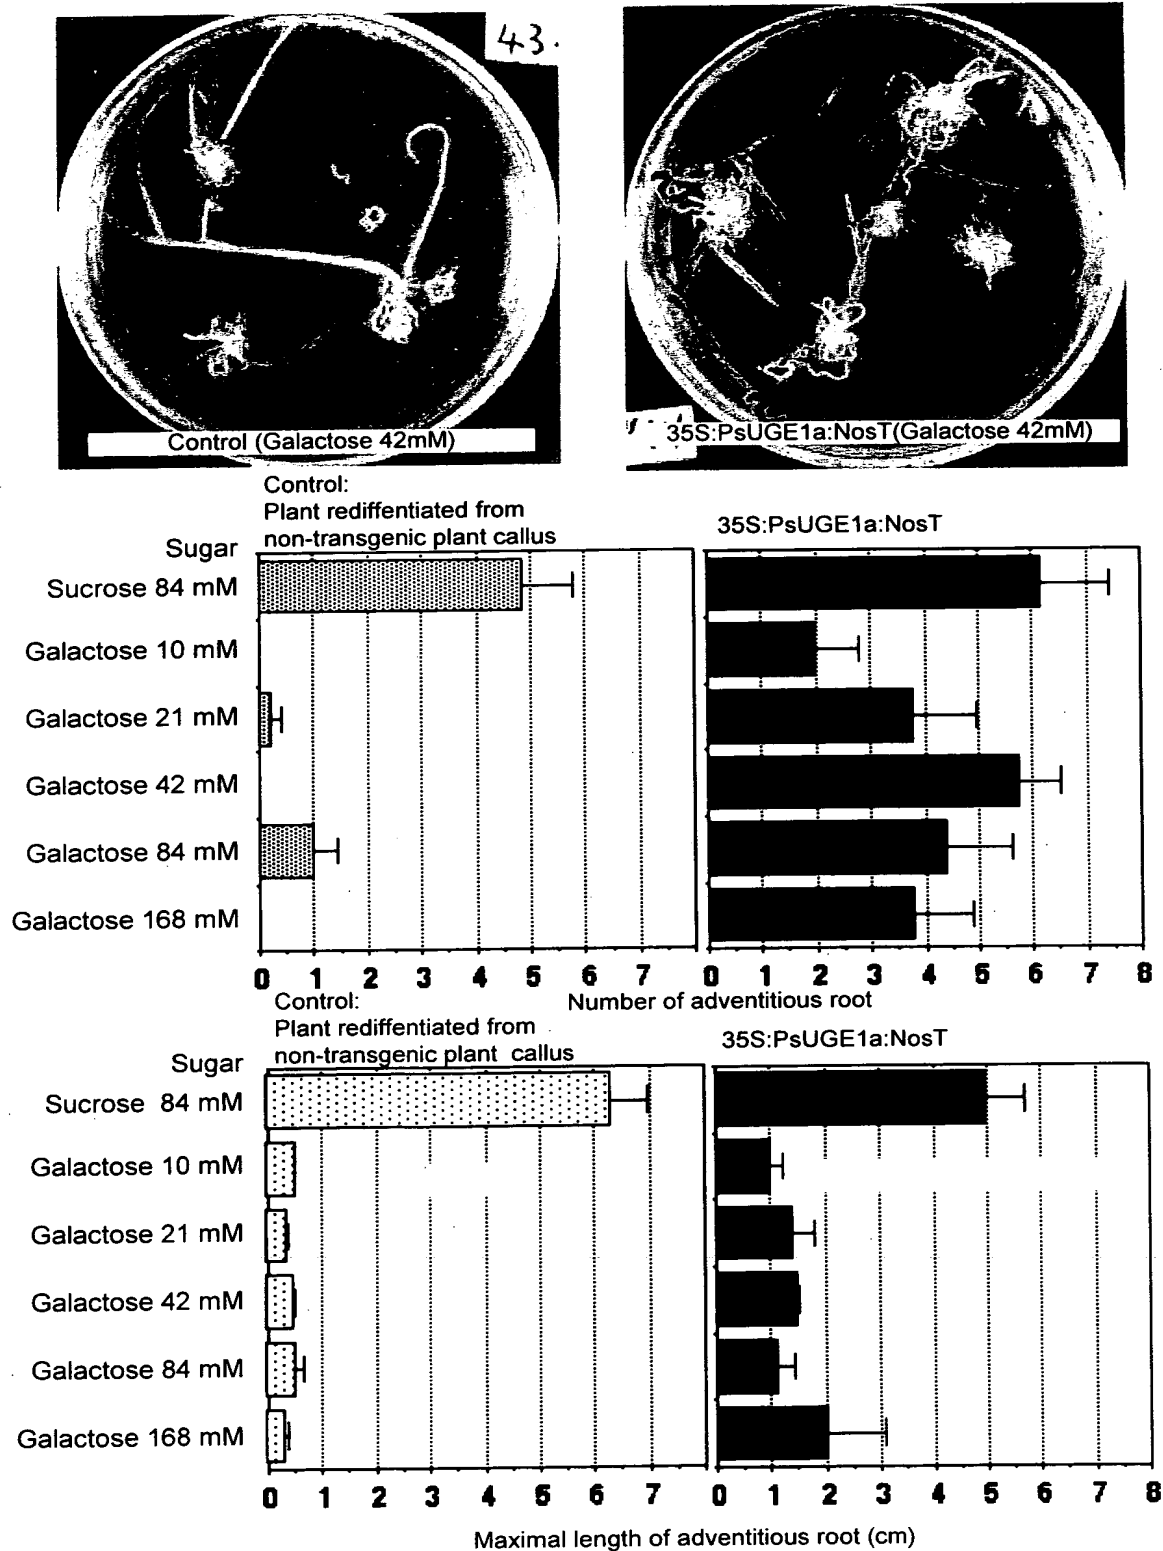 43.
Control (Galactose 42mM)
35S:PsUGE1a:NosT(Galactose 42mM)
Control:
Plant rediffentiated from
non-transgenic plant callus
35S:PsUGE1a:NosT
Sugar
Sucrose 84 mM
Galactose 10 mM
Galactose 21 mM
Galactose 42 mM
Galactose 84 mM
Galactose 168 mM
0 1 2 3 4 5 6 7
0 1 2 3 4 5 6 7 8
Number of adventitious root
Control:
Plant rediffentiated from
non-transgenic plant callus
35S:PsUGE1a:NosT
Sugar
Sucrose 84 mM
Galactose 10 mM
Galactose 21 mM
Galactose 42 mM
Galactose 84 mM
Galactose 168 mM
0 1 2 3 4 5 6 7
0 1 2 3 4 5 6 7 8
Maximal length of adventitious root (cm)